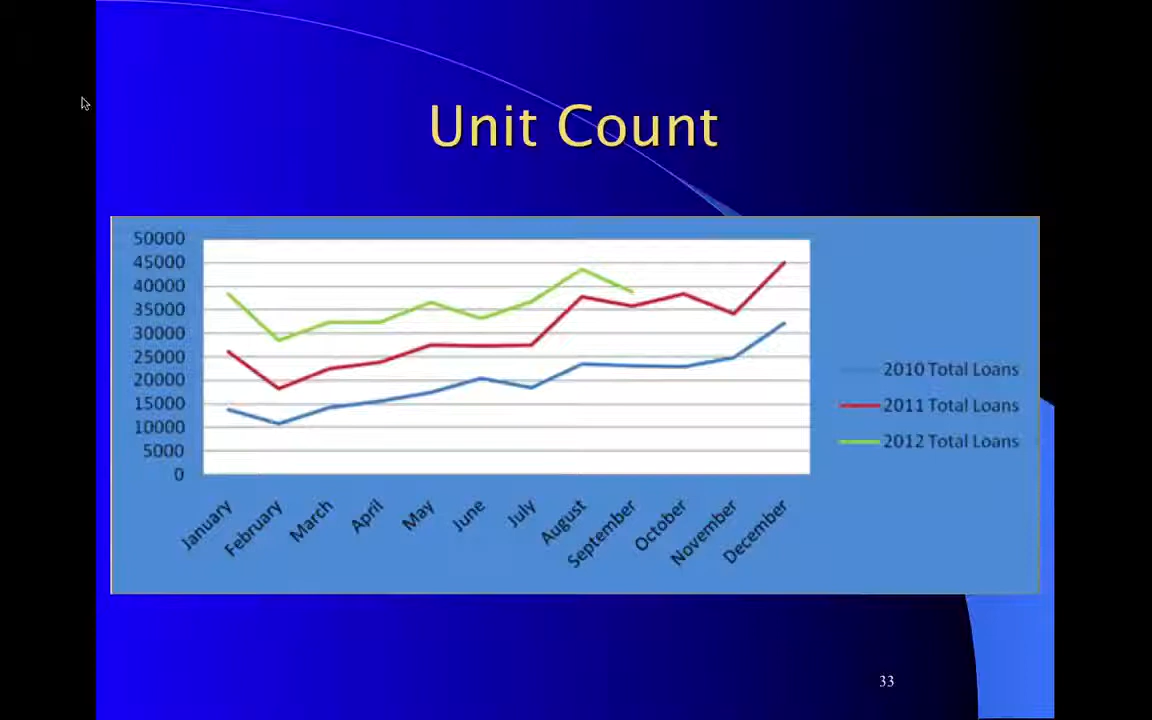 Unit Count
50000
45000
40000
35000
30000
25000
20000
15000
10000
5000
0
January
February
March
April
May
June
July
August
September
October
November
December
2010 Total Loans
2011 Total Loans
2012 Total Loans
33